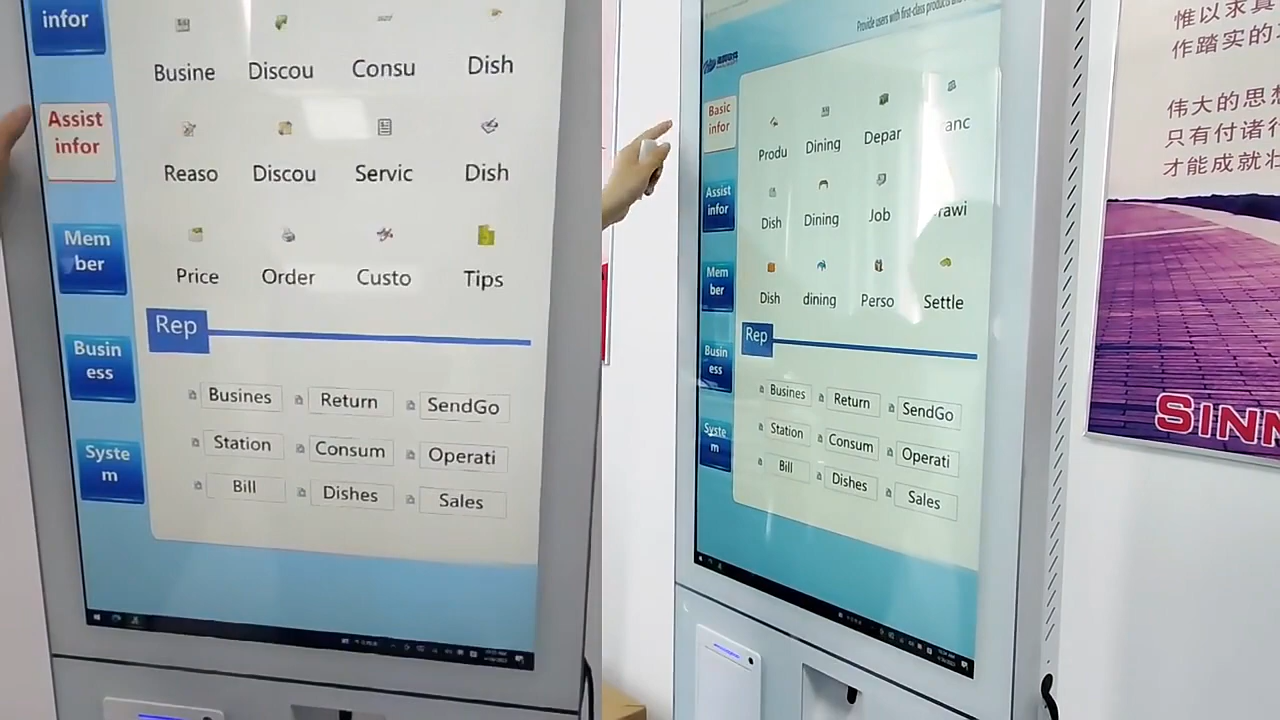 infor
Busine
Discou
Consu
Dish
Assist
infor
Reaso
Discou
Servic
Dish
Mem
ber
Price
Order
Custo
Tips
Rep
Busin
ess
Busines
Return
SendGo
Syste
m
Station
Consum
Operati
Bill
Dishes
Sales
Provide users with first-class products and
Basic
infor
Produ
Dining
Depar
anc
Assist
infor
Dish
Dining
Job
rawi
Mem
ber
Dish
dining
Perso
Settle
Rep
Busin
ess
Busines
Return
SendGo
Syste
m
Station
Consum
Operati
Bill
Dishes
Sales
惟以求真
作踏实的
伟大的思想
只有付诸行
才能成就壮
SINM